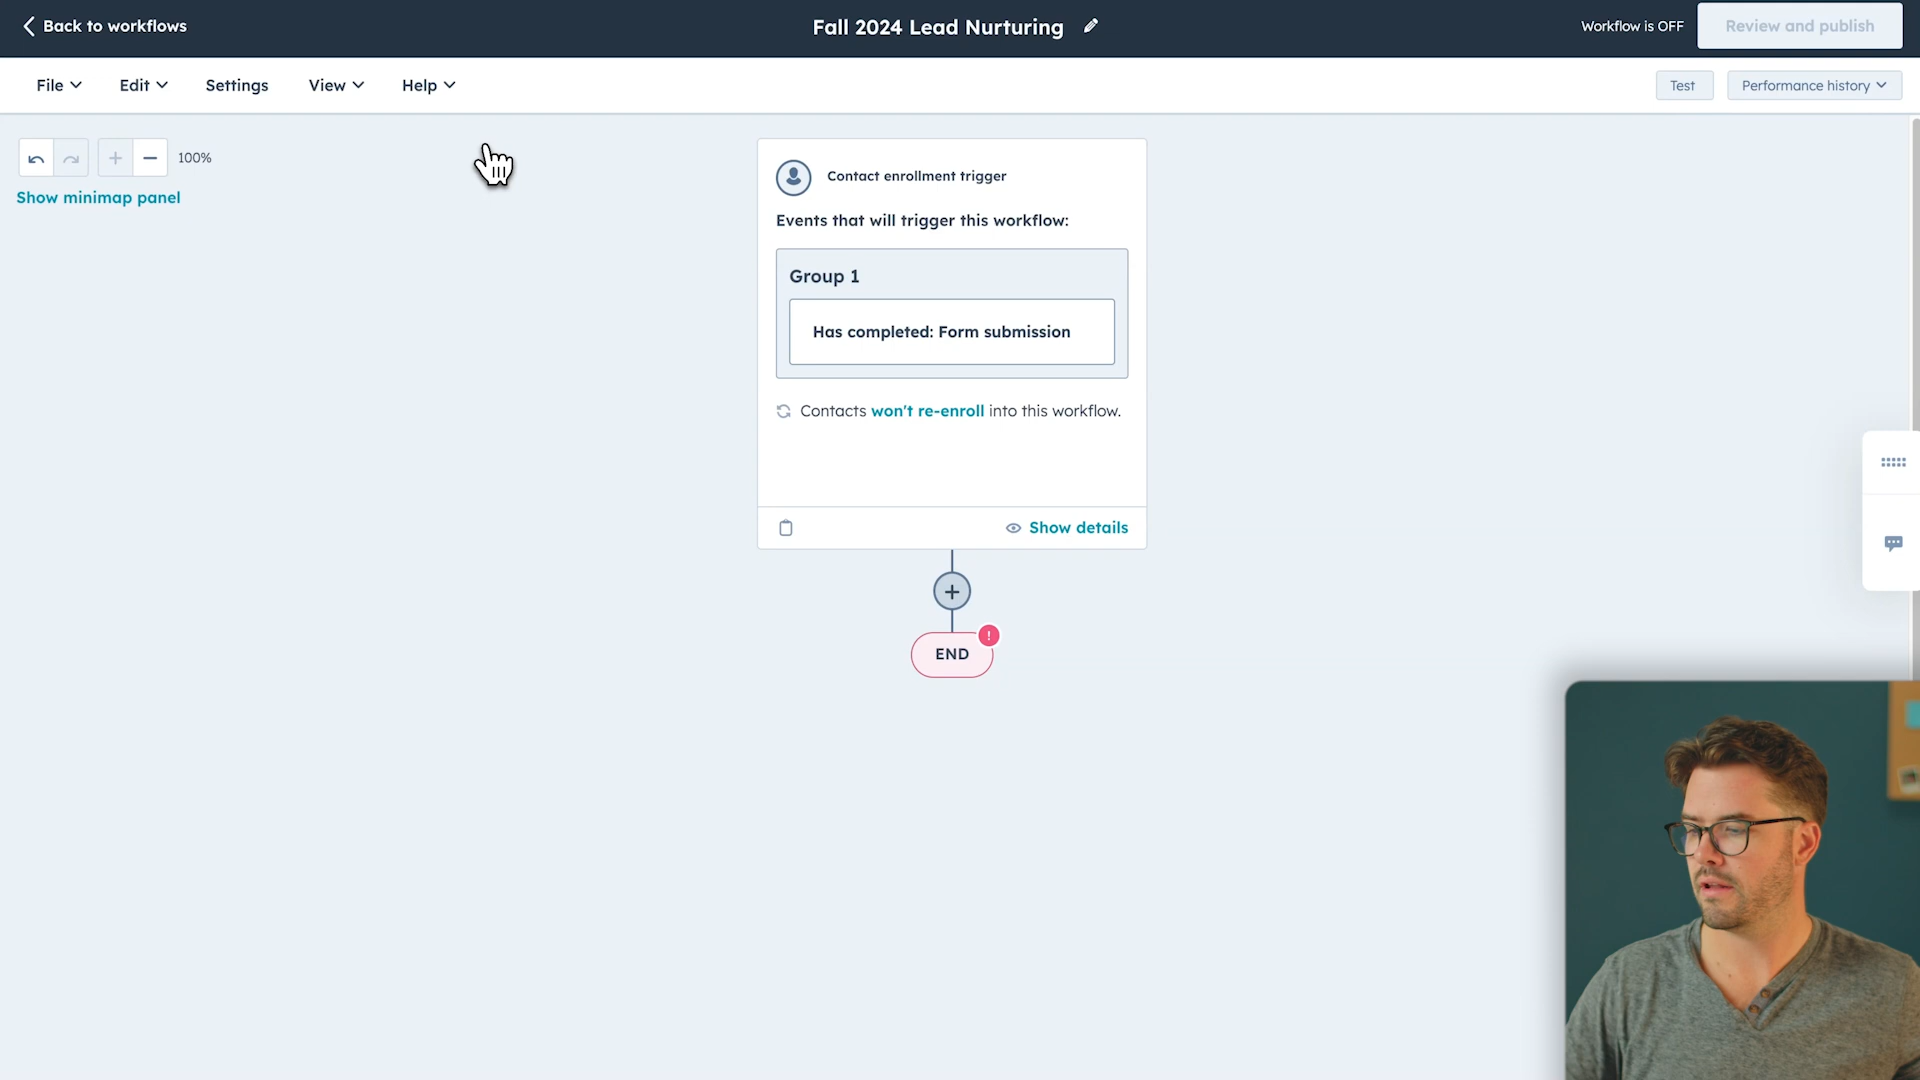 Back to workflows
Fall 2024 Lead Nurturing
Workflow is OFF
Review and publish
File
Edit
Settings
View
Help
Test
Performance history
100%
Show minimap panel
Contact enrollment trigger
Events that will trigger this workflow:
Group 1
Has completed: Form submission
Contacts won't re-enroll into this workflow.
Show details
!
END